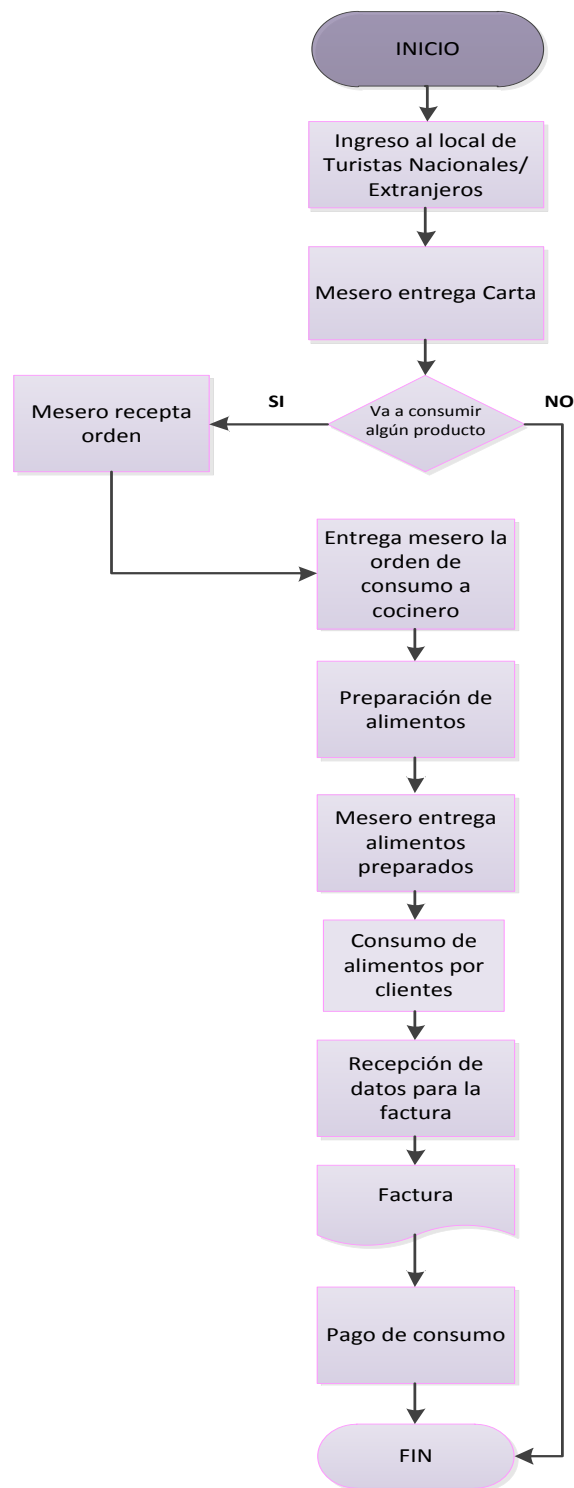 INICIO
Ingreso al local de
Turistas Nacionales/
Extranjeros
Mesero entrega Carta
Va a consumir
algún producto
SI
NO
Mesero recepta
orden
Entrega mesero la
orden de
consumo a
cocinero
Preparación de
alimentos
Mesero entrega
alimentos
preparados
Consumo de
alimentos por
clientes
Recepción de
datos para la
factura
Factura
Pago de consumo
FIN